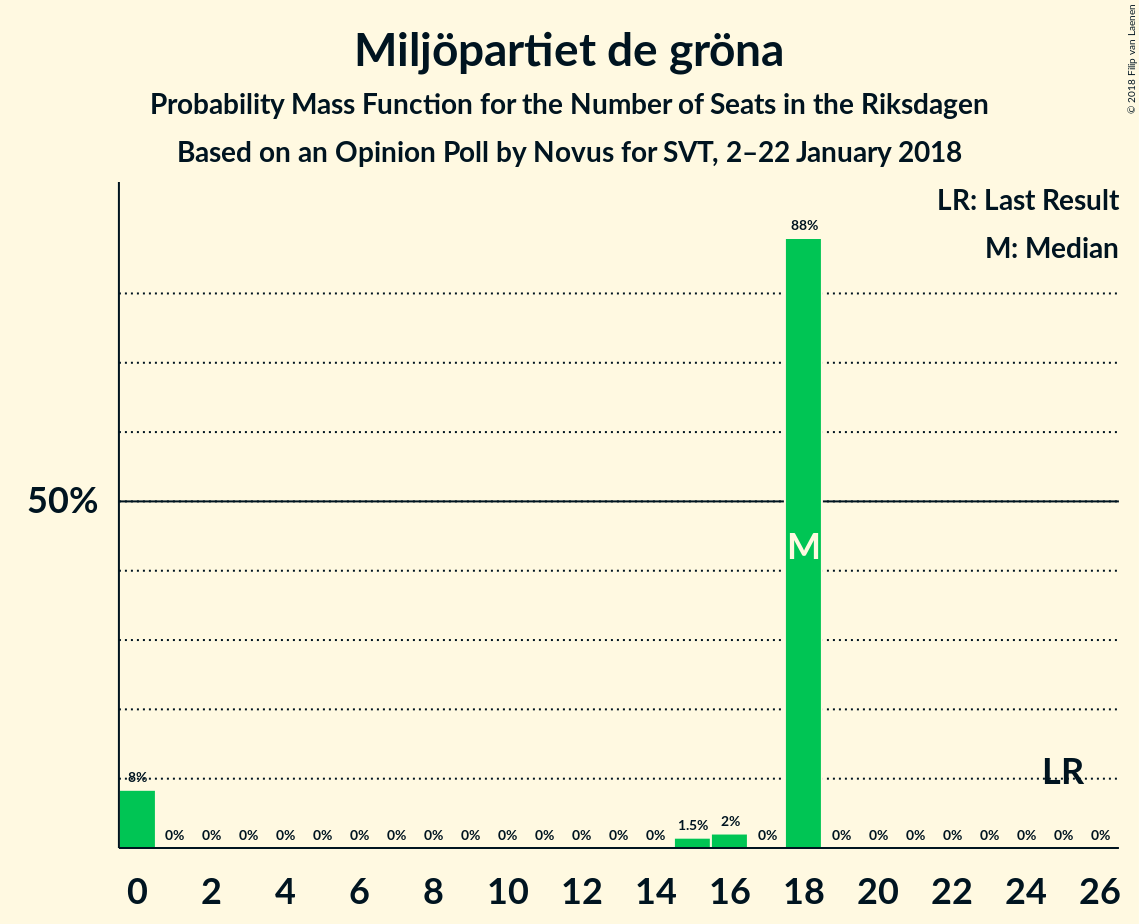 Miljöpartiet de gröna
Probability Mass Function for the Number of Seats in the Riksdagen
Based on an Opinion Poll by Novus for SVT, 2–22 January 2018
© 2018 Filip van Laenen
LR: Last Result
M: Median
88%
50%
M
LR
8%
0% 0% 0% 0% 0% 0% 0% 0% 0% 0% 0% 0% 0% 0% 1.5% 2% 0% 0% 0% 0% 0% 0% 0% 0% 0%
0 2 4 6 8 10 12 14 16 18 20 22 24 26